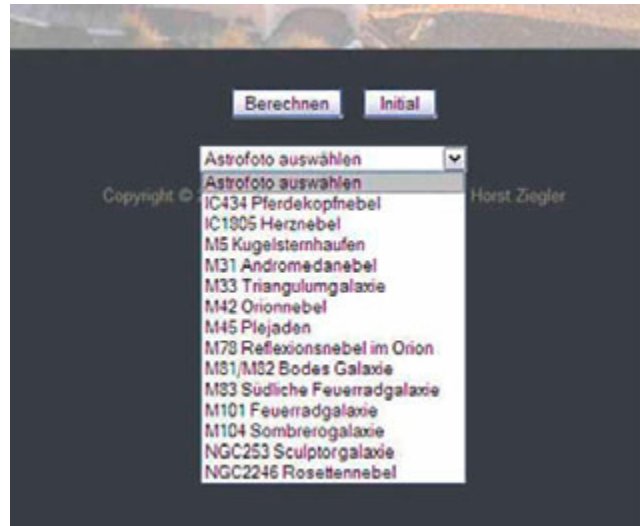 Berechnen Initial
Astrofoto auswählen
Astrofoto auswählen
Copyright © Horst Ziegler
IC434 Pferdekopfnebel
IC1805 Herznebel
M5 Kugelsternhaufen
M31 Andromedanebel
M33 Triangulumgalaxie
M42 Orionnebel
M45 Plejaden
M78 Reflexionsnebel im Orion
M81/M82 Bodes Galaxie
M83 Südliche Feuerradgalaxie
M101 Feuerradgalaxie
M104 Sombrerogalaxie
NGC253 Sculptorgalaxie
NGC2246 Rosettennebel